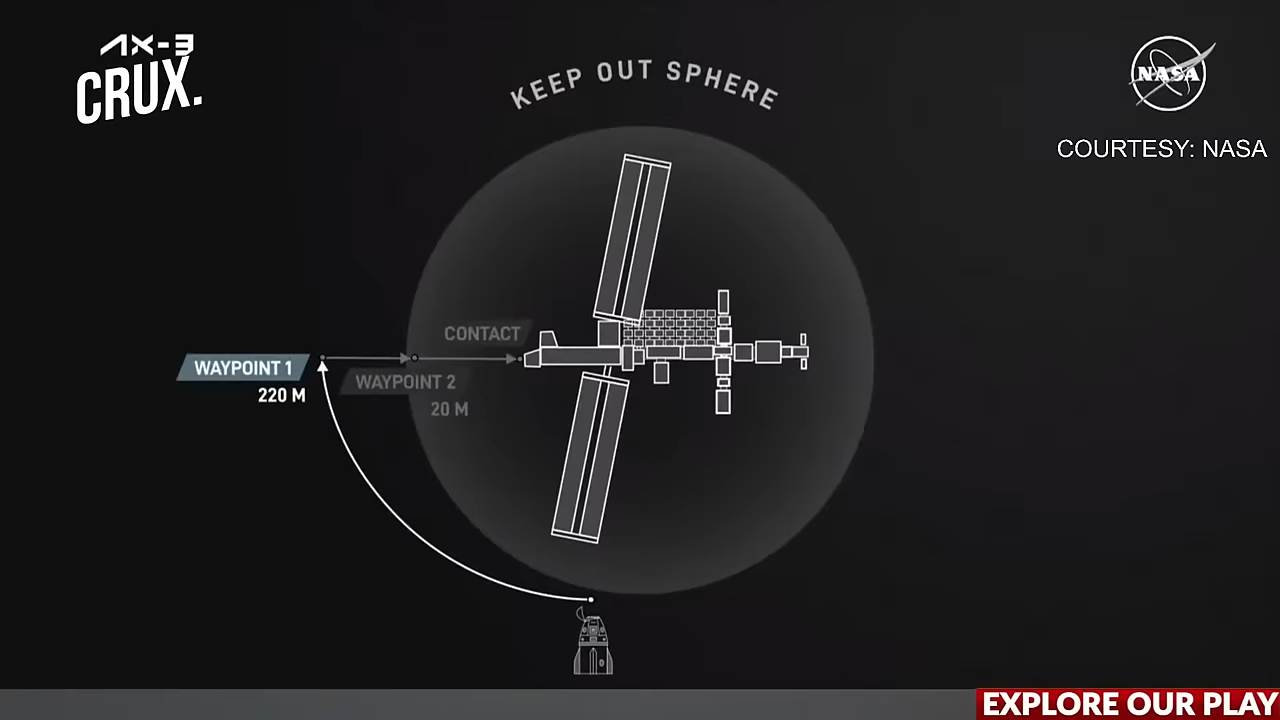 AX-3
CRUX.
KEEP OUT SPHERE
NASA
COURTESY: NASA
CONTACT
WAYPOINT 1
220 M
WAYPOINT 2
20 M
EXPLORE OUR PLAY